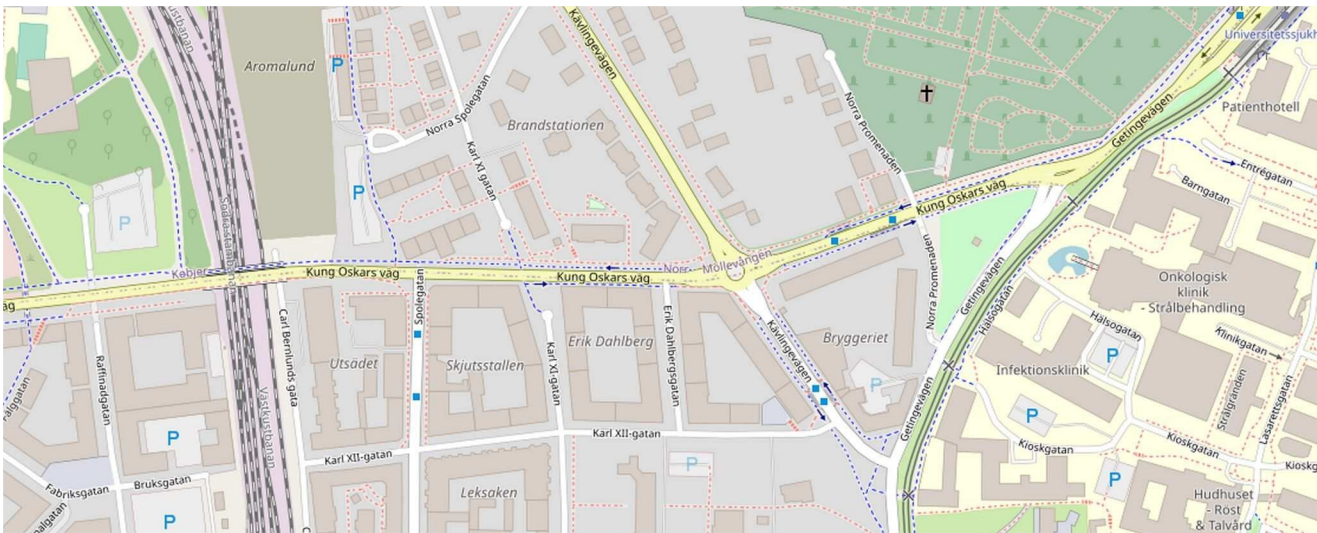 Västkustbanan
Södra stambanan
Aromalund
P
Norra Spolegatan
Karl XI gatan
Brandstationen
Kävlingevägen
Norra Promenaden
Getingevägen
Patienthotell
Entrégatan
Barngatan
P
P
Kung Oskars väg
Kung Oskars väg
Kung Oskars väg
Norr
Möllevången
Norra Promenaden
Getingevägen
Hälsogatan
Onkologisk
klinik
- Strålbehandling
Hälsogatan
Klinikgatan
P
Infektionsklinik
Strålgränden
Lasarettsgatan
Raffinadgatan
Carl Bernlunds gata
Utsädet
Spolegatan
Skjutsstallen
Karl XI-gatan
Erik Dahlberg
Erik Dahlbergsgatan
Kävlingevägen
Bryggeriet
P
Getingevägen
P
Kioskgatan
Kioskgatan
Västkustbanan
P
Karl XII-gatan
Karl XII-gatan
P
P
Fabriksgatan
Bruksgatan
P
Leksaken
Hudhuset
- Röst
& Talvård